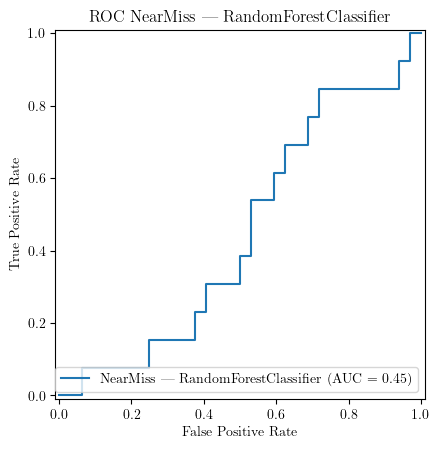 ROC NearMiss — RandomForestClassifier
1.0
0.8
0.6
0.4
0.2
0.0
True Positive Rate
NearMiss — RandomForestClassifier (AUC = 0.45)
0.0 0.2 0.4 0.6 0.8 1.0
False Positive Rate